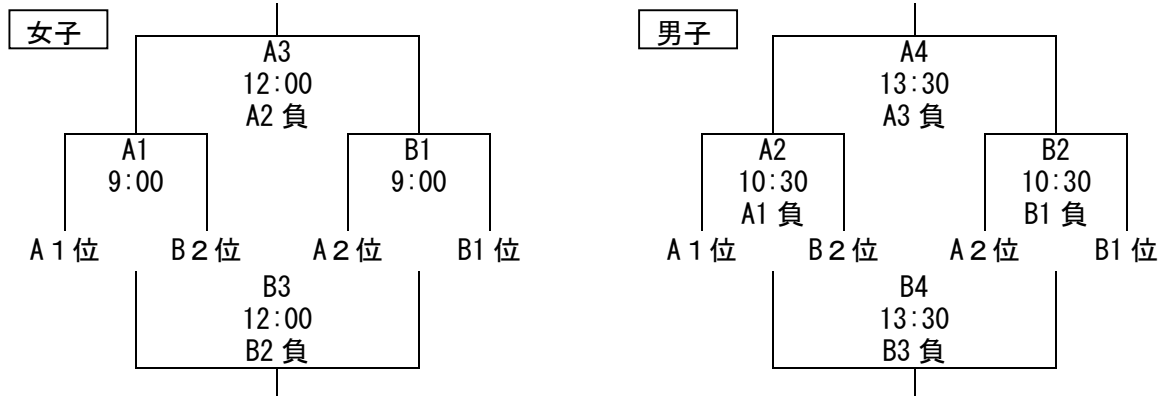 女子
A3
12:00
A2 負
A1
9:00
B1
9:00
A１位
B２位
A２位
B1 位
B3
12:00
B2 負
男子
A4
13:30
A3 負
A2
10:30
A1 負
B2
10:30
B1 負
A１位
B２位
A２位
B1 位
B4
13:30
B3 負